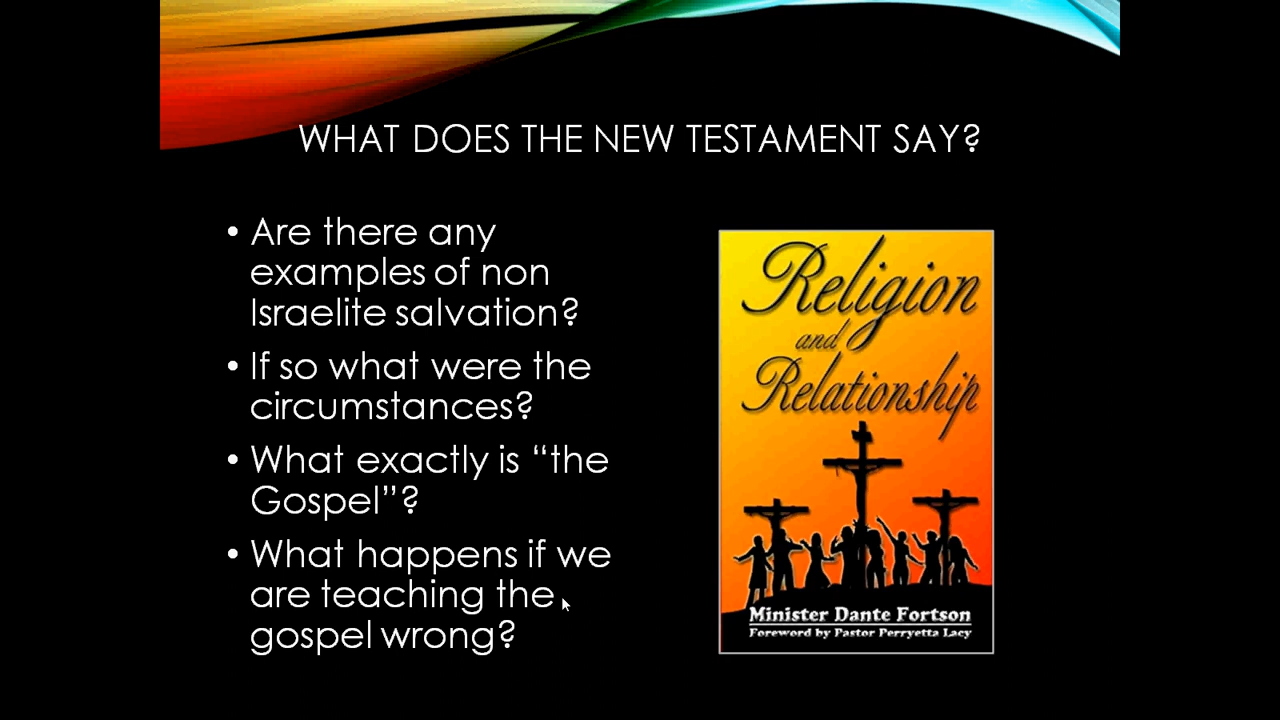 WHAT DOES THE NEW TESTAMENT SAY?
• Are there any
examples of non
Israelite salvation?
• If so what were the
circumstances?
• What exactly is “the
Gospel”?
• What happens if we
are teaching the
gospel wrong?
Religion
and
Relationship
Minister Dante Fortson
Foreword by Pastor Perryetta Lacy